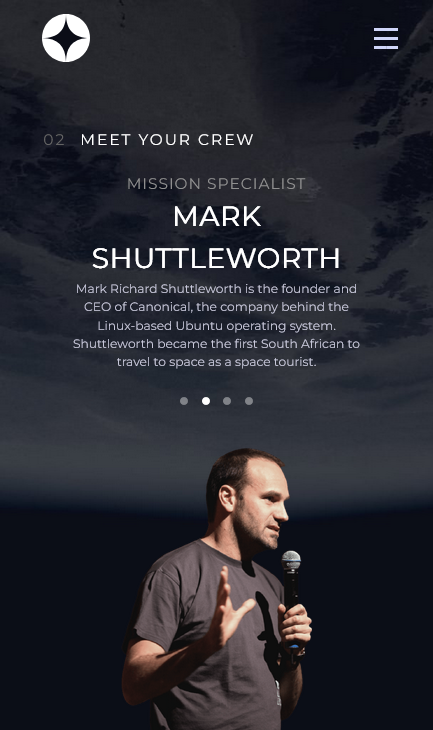 02 MEET YOUR CREW
MISSION SPECIALIST
MARK
SHUTTLEWORTH
Mark Richard Shuttleworth is the founder and
CEO of Canonical, the company behind the
Linux-based Ubuntu operating system.
Shuttleworth became the first South African to
travel to space as a space tourist.